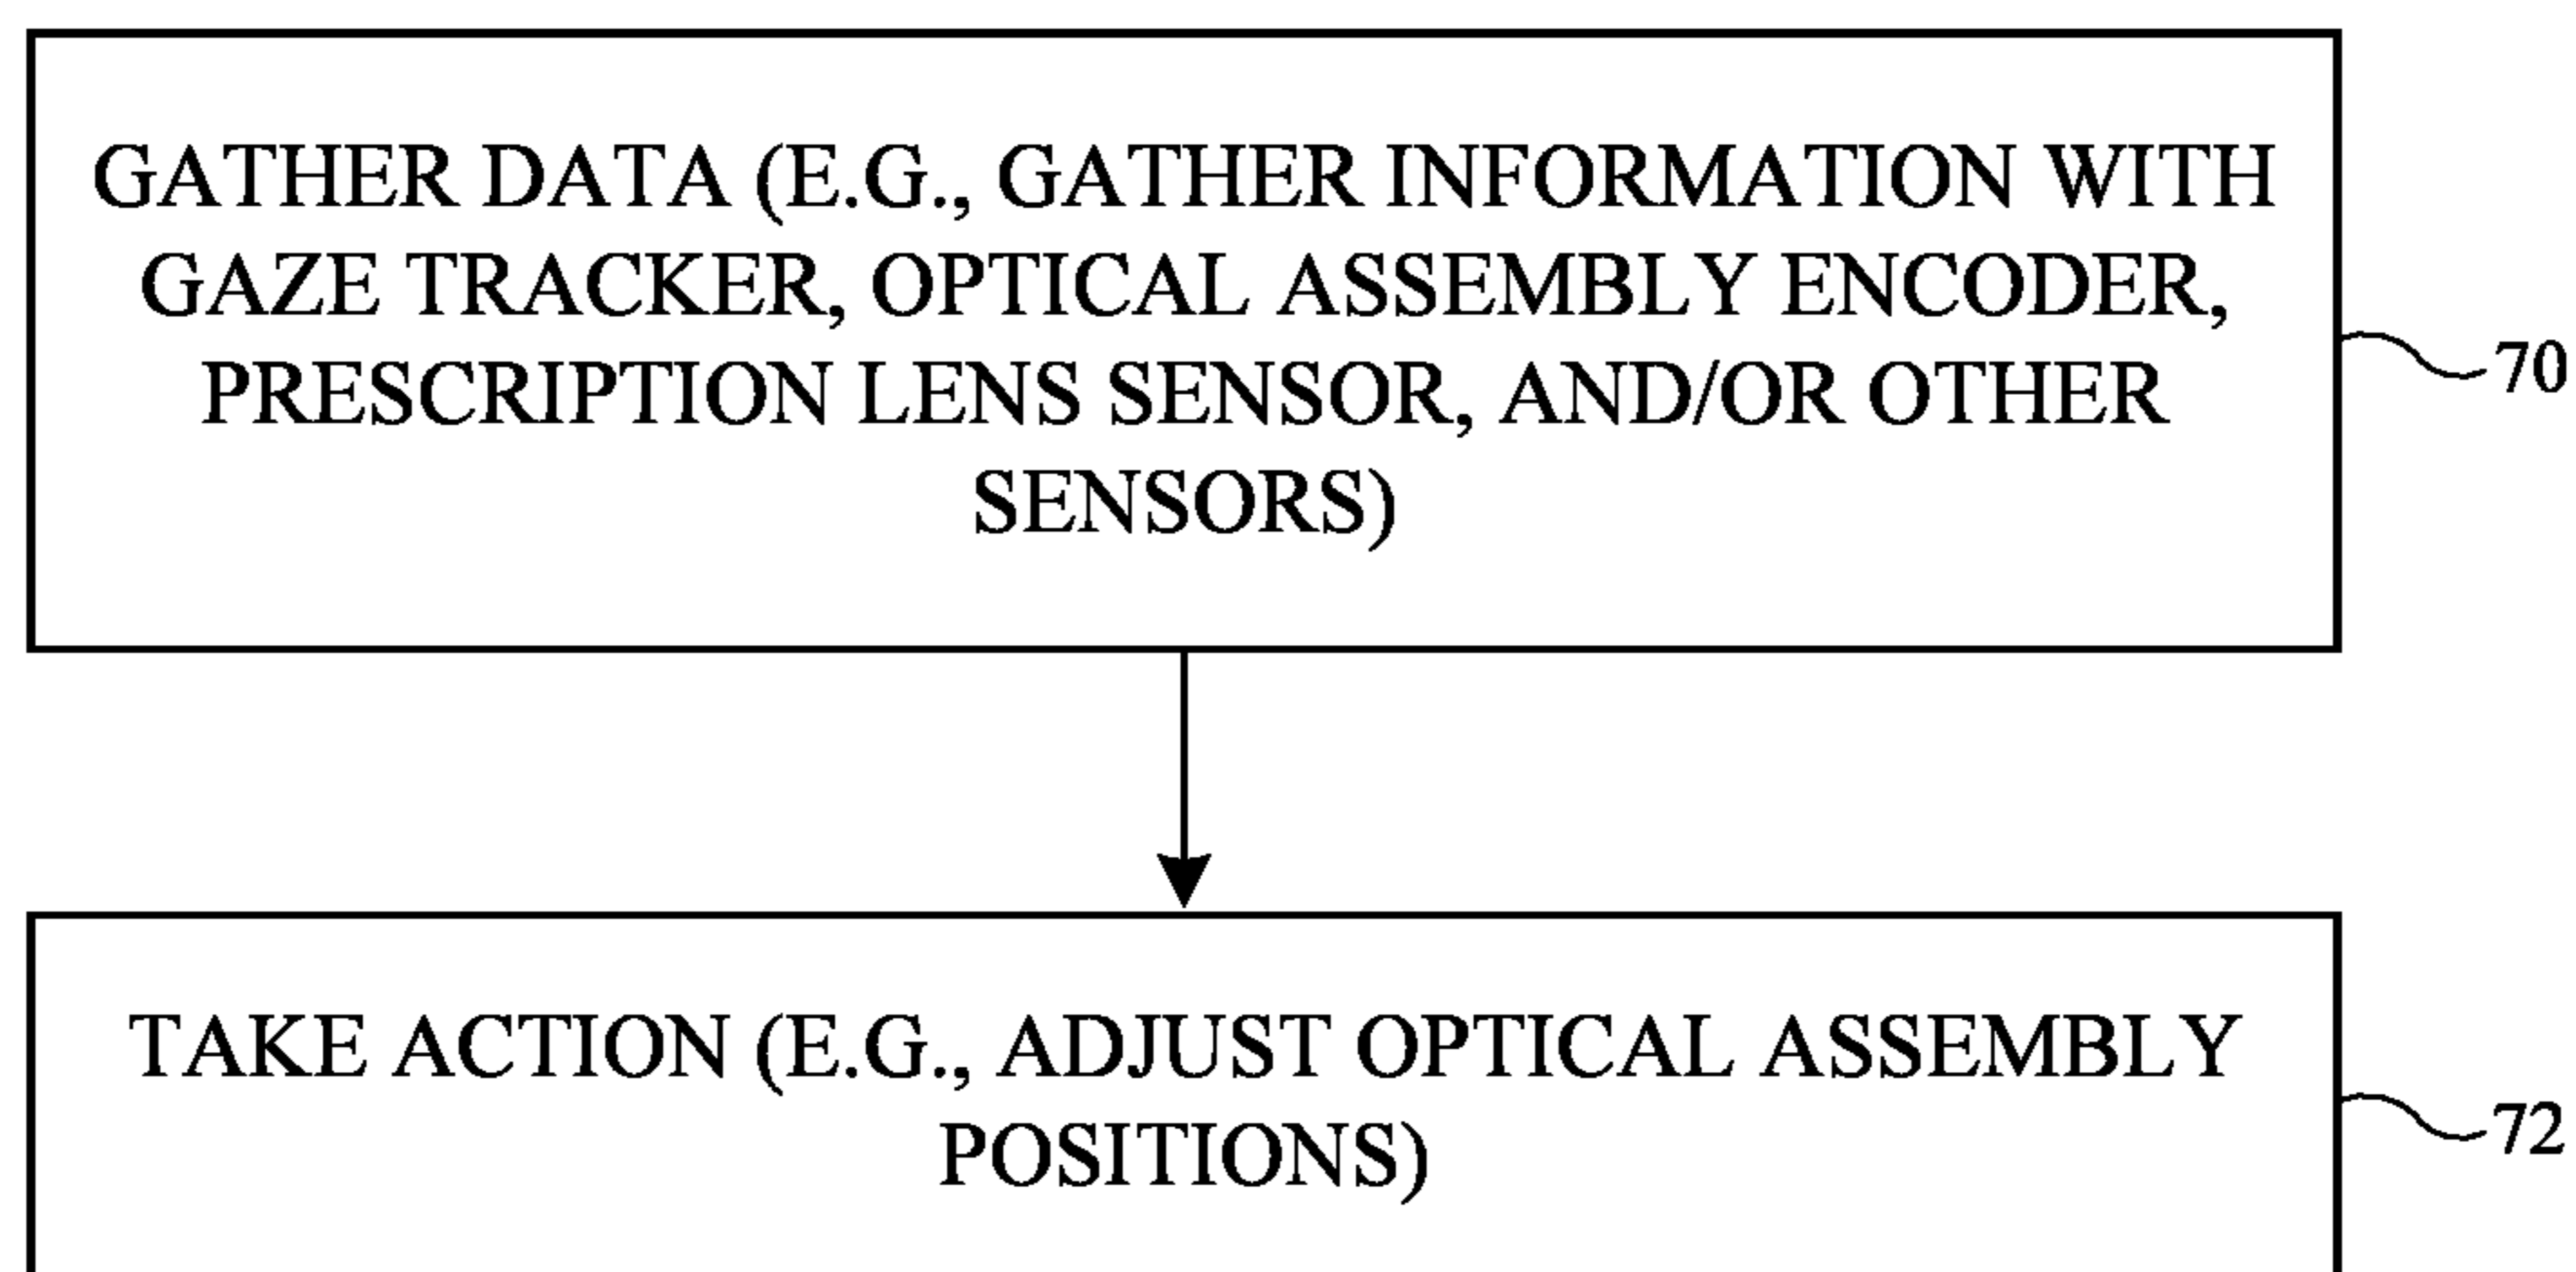 GATHER DATA (E.G., GATHER INFORMATION WITH
GAZE TRACKER, OPTICAL ASSEMBLY ENCODER,
PRESCRIPTION LENS SENSOR, AND/OR OTHER
SENSORS)
70
TAKE ACTION (E.G., ADJUST OPTICAL ASSEMBLY
POSITIONS)
72